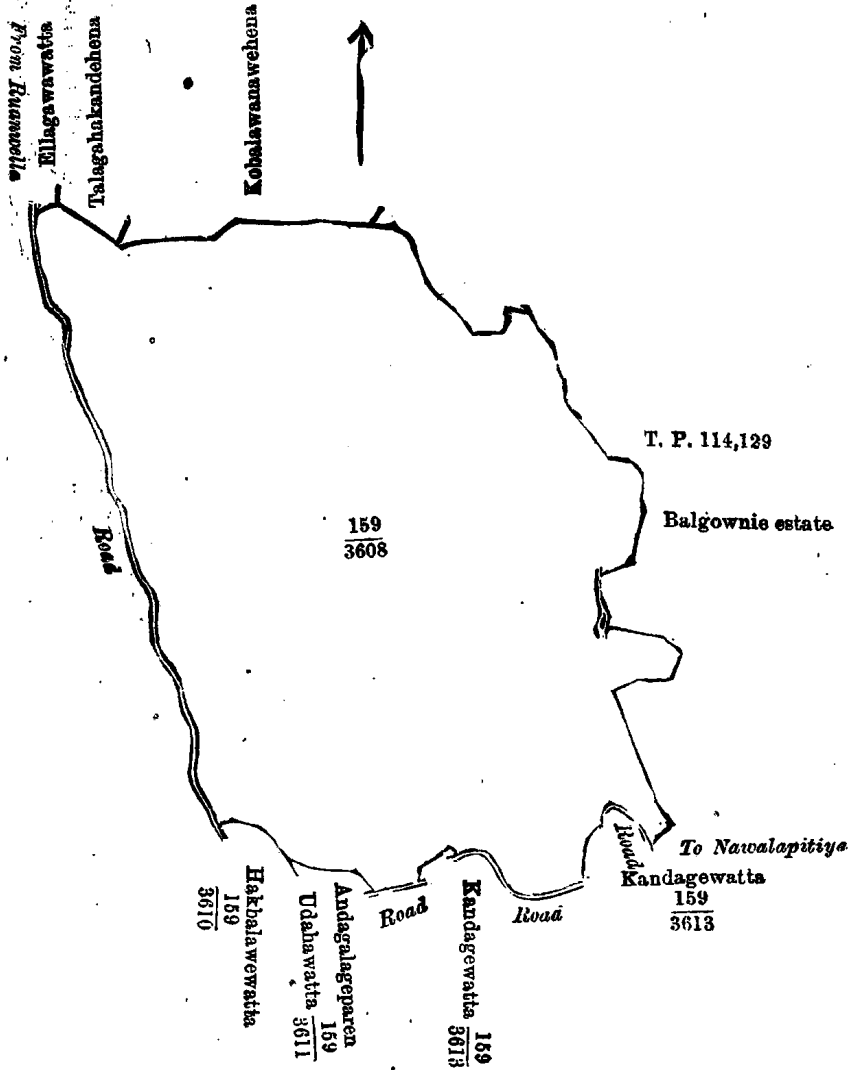 From Ruanwella
Ellagawawatta
Talagahakandehena
Kobalawanawehena
T. P. 114,129
Balgownie estate
159
3608
Road
To Nawalapitiya
Road
Kandagewatta
159
3613
Road
Road
Kandagewatta 159
3613
Andagalageparen
Udahawatta 159
3611
Hakbalawewatta
159
3610